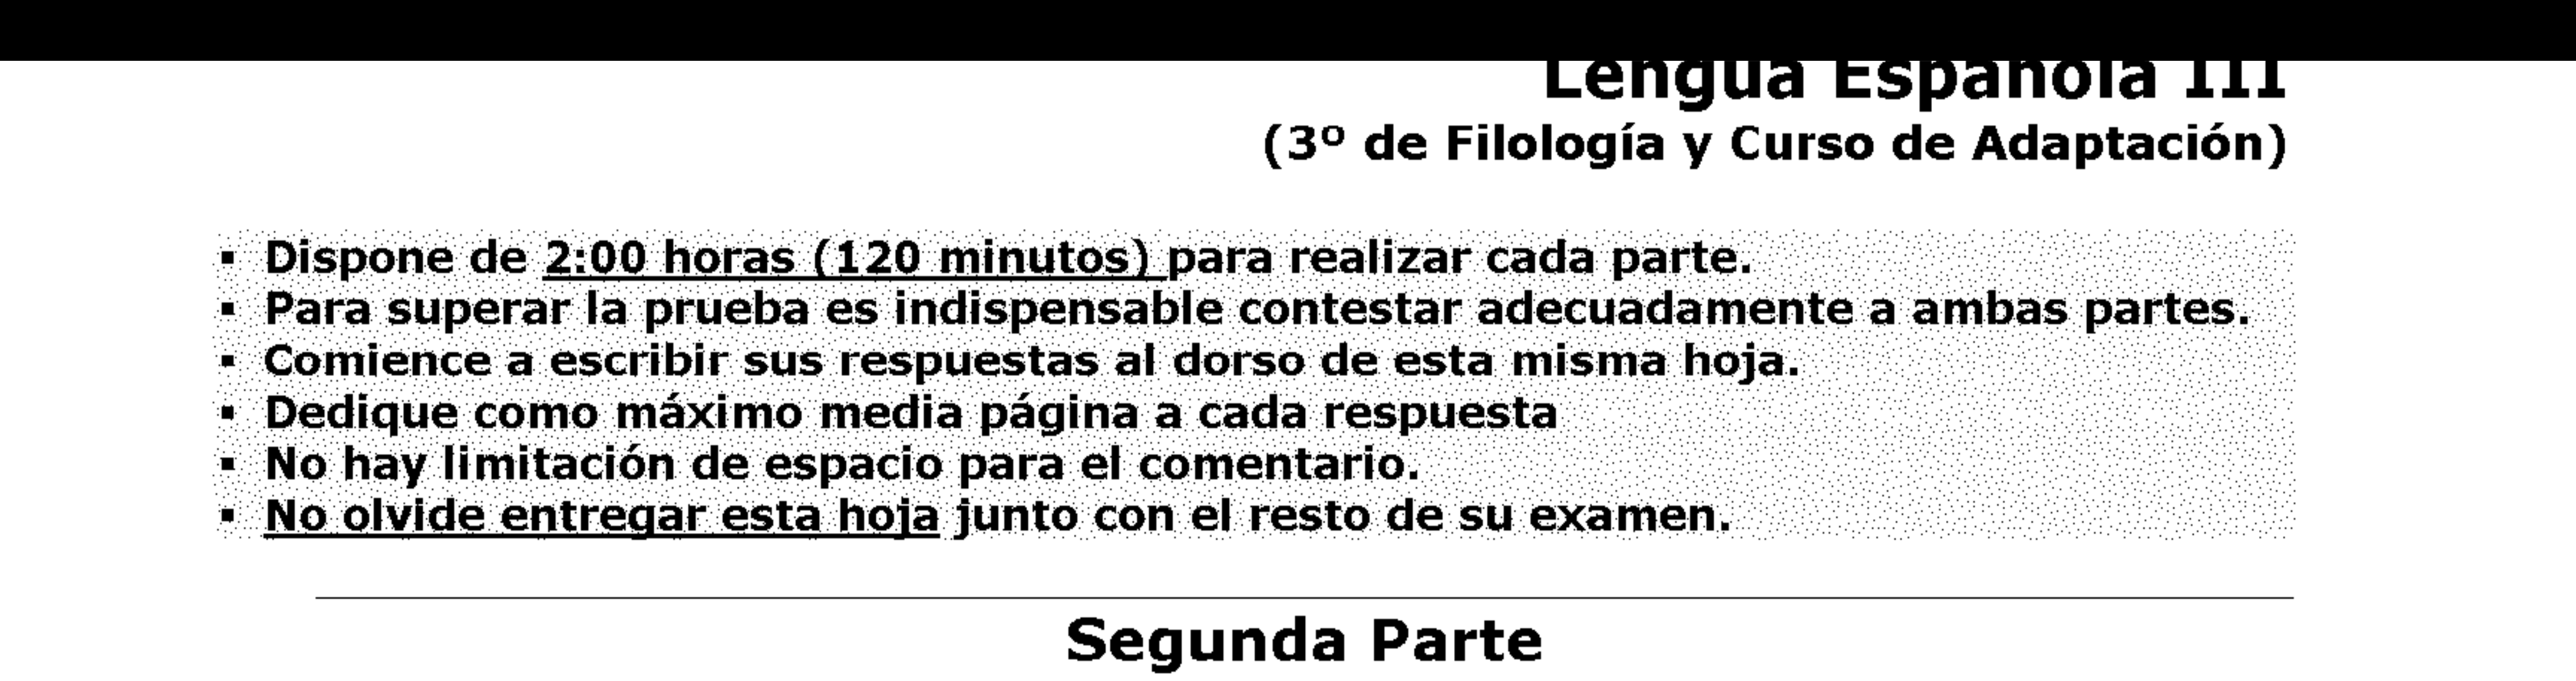 Lengua Española III
(3º de Filología y Curso de Adaptación)
▪ Dispone de 2:00 horas (120 minutos) para realizar cada parte.
▪ Para superar la prueba es indispensable contestar adecuadamente a ambas partes.
▪ Comience a escribir sus respuestas al dorso de esta misma hoja.
▪ Dedique como máximo media página a cada respuesta
▪ No hay limitación de espacio para el comentario.
▪ No olvide entregar esta hoja junto con el resto de su examen.
Segunda Parte